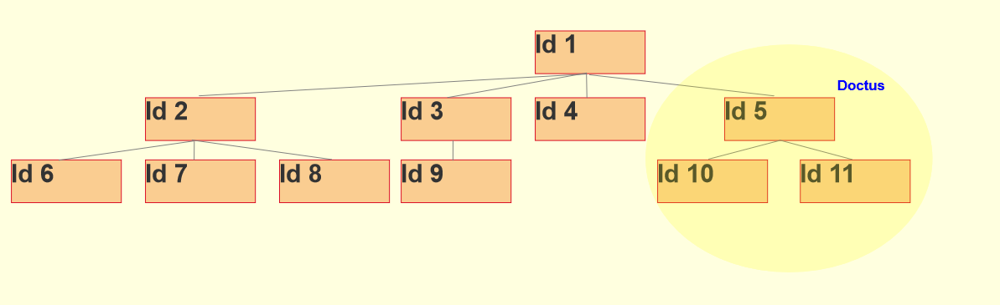 Id 1
Doctus
Id 2
Id 3
Id 4
Id 5
Id 6
Id 7
Id 8
Id 9
Id 10
Id 11